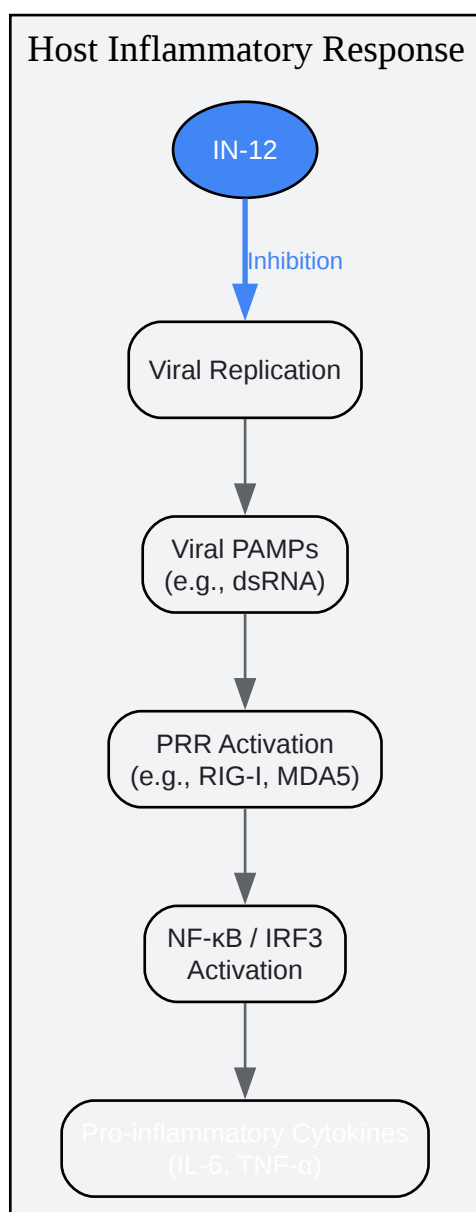 Host Inflammatory Response
IN-12
Inhibition
Viral Replication
Viral PAMPs
(e.g., dsRNA)
PRR Activation
(e.g., RIG-I, MDA5)
NF-κB / IRF3
Activation
Pro-inflammatory Cytokines
(IL-6, TNF-α)